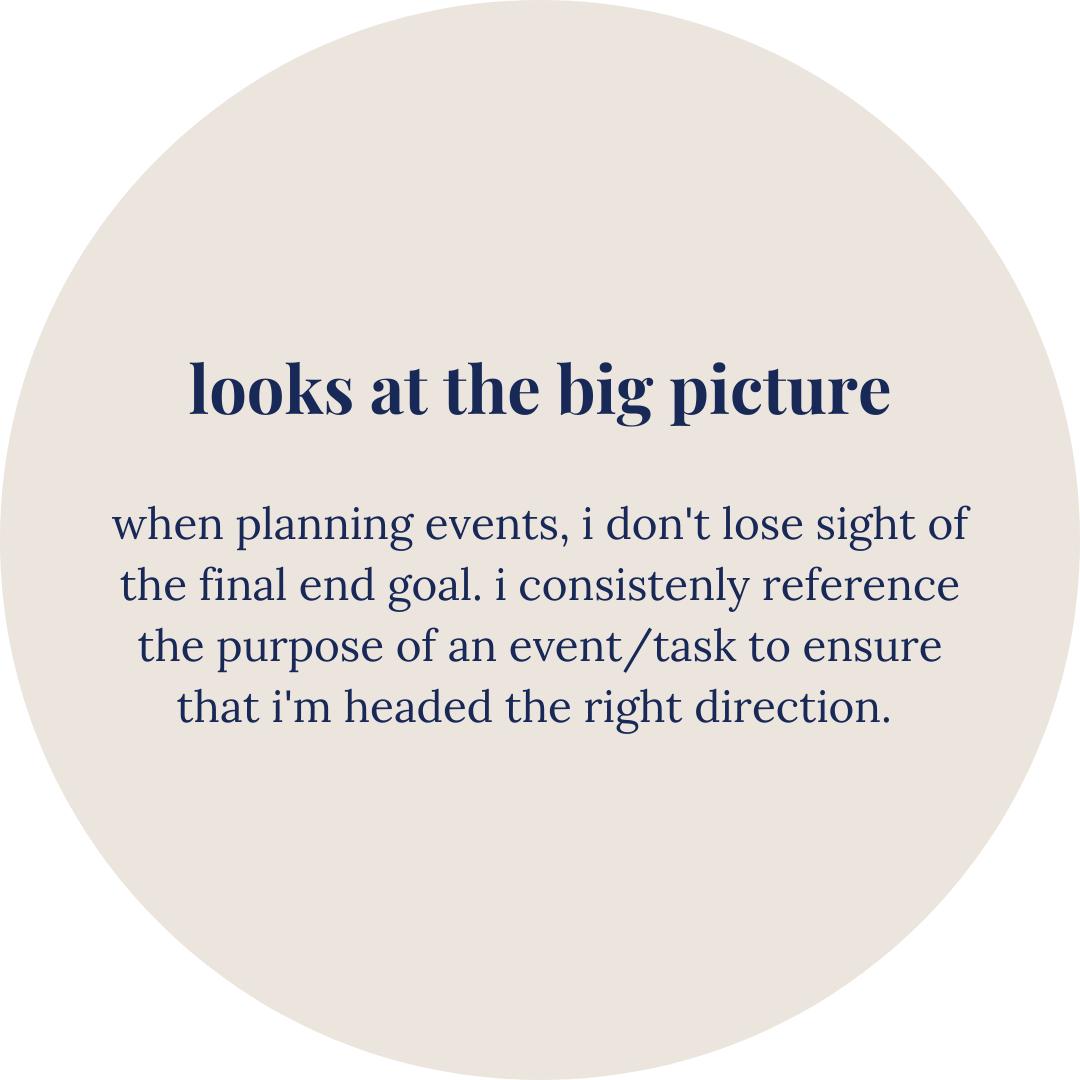 looks at the big picture
when planning events, i don't lose sight of
the final end goal. i consistenly reference
the purpose of an event/task to ensure
that i'm headed the right direction.